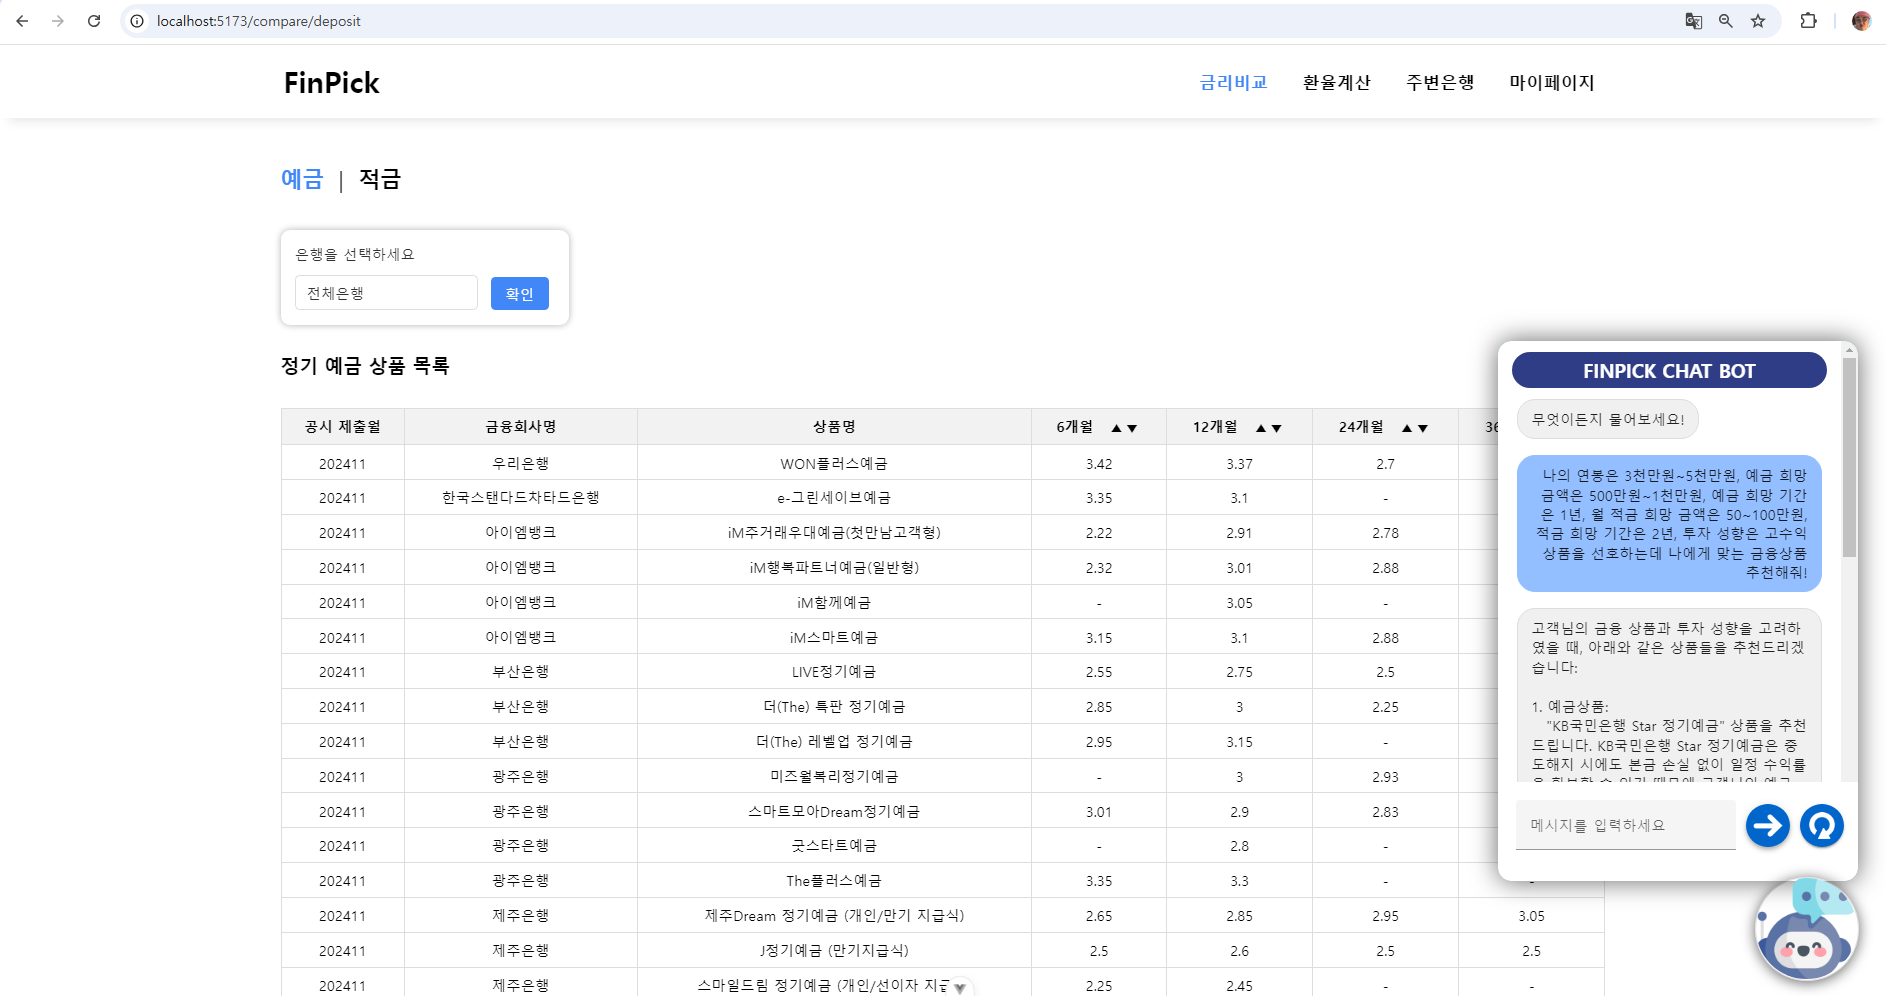 localhost:5173/compare/deposit
FinPick
금리비교 환율계산 주변은행 마이페이지
예금 | 적금
은행을 선택하세요
전체은행 확인
정기 예금 상품 목록
공시 제출월 금융회사명 상품명 6개월 ▲▼ 12개월 ▲▼ 24개월 ▲▼ 36
202411 우리은행 WON플러스예금 3.42 3.37 2.7
202411 한국스탠다드차타드은행 e-그린세이브예금 3.35 3.1 -
202411 아이엠뱅크 iM주거래우대예금(첫만남고객형) 2.22 2.91 2.78
202411 아이엠뱅크 iM행복파트너예금(일반형) 2.32 3.01 2.88
202411 아이엠뱅크 iM함께예금 - 3.05 -
202411 아이엠뱅크 iM스마트예금 3.15 3.1 2.88
202411 부산은행 LIVE정기예금 2.55 2.75 2.5
202411 부산은행 더(The) 특판 정기예금 2.85 3 2.25
202411 부산은행 더(The) 레벨업 정기예금 2.95 3.15 -
202411 광주은행 미즈월복리정기예금 - 3 2.93
202411 광주은행 스마트모아Dream정기예금 3.01 2.9 2.83
202411 광주은행 굿스타트예금 - 2.8 -
202411 광주은행 The플러스예금 3.35 3.3 - -
202411 제주은행 제주Dream 정기예금 (개인/만기 지급식) 2.65 2.85 2.95 3.05
202411 제주은행 J정기예금 (만기지급식) 2.5 2.6 2.5 2.5
202411 제주은행 스마일드림 정기예금 (개인/선이자 지급 2.25 2.45 - -
FINPICK CHAT BOT
무엇이든지 물어보세요!
나의 연봉은 3천만원~5천만원, 예금 희망
금액은 500만원~1천만원, 예금 희망 기간
은 1년, 월 적금 희망 금액은 50~100만원,
적금 희망 기간은 2년, 투자 성향은 고수익
상품을 선호하는데 나에게 맞는 금융상품
추천해줘!
고객님의 금융 상품과 투자 성향을 고려하
였을 때, 아래와 같은 상품들을 추천드리겠
습니다:
1. 예금상품:
"KB국민은행 Star 정기예금" 상품을 추천
드립니다. KB국민은행 Star 정기예금은 중
도해지 시에도 본금 손실 없이 일정 수익률
메시지를 입력하세요